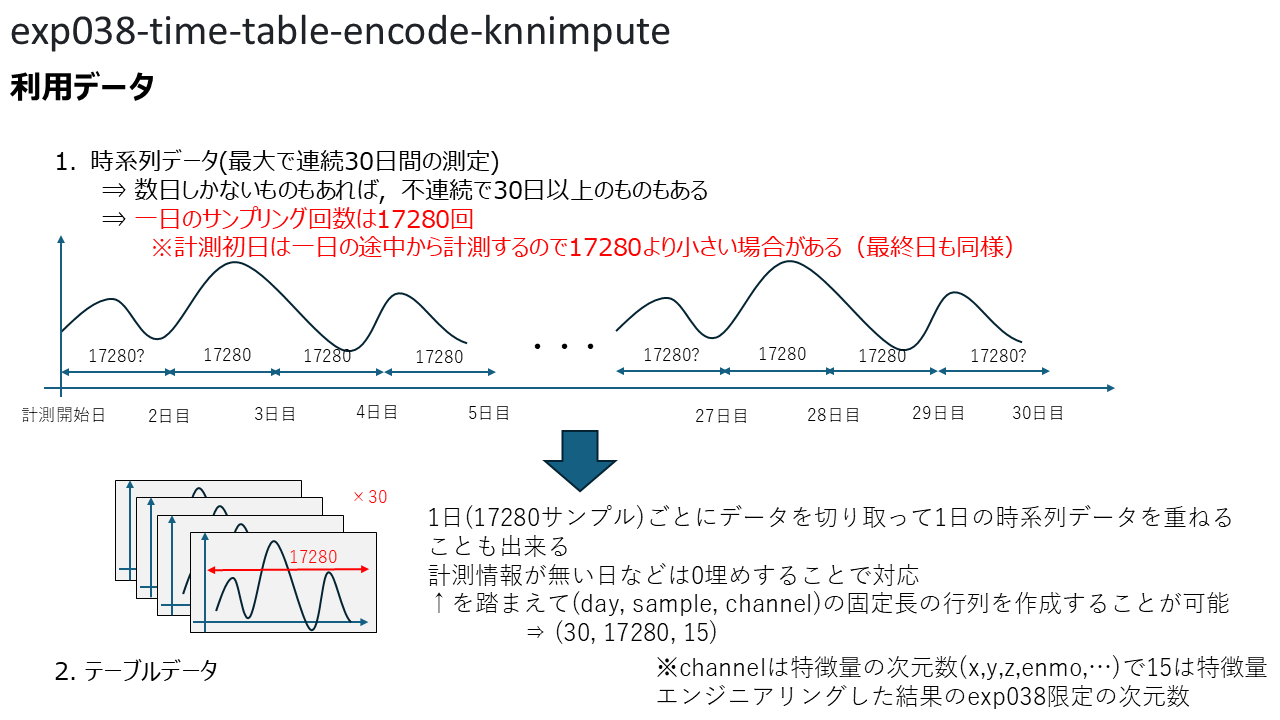 exp038-time-table-encode-knnimpute
利用データ
1. 時系列データ(最大で連続30日間の測定)
⇒ 数日しかないものもあれば，不連続で30日以上のものもある
⇒ 一日のサンプリング回数は17280回
※計測初日は一日の途中から計測するので17280より小さい場合がある（最終日も同様）
17280? 17280 17280 17280 ・・・ 17280? 17280 17280 17280?
計測開始日 2日目 3日目 4日目 5日目 27日目 28日目 29日目 30日目
×30
17280
1日(17280サンプル)ごとにデータを切り取って1日の時系列データを重ねる
ことも出来る
計測情報が無い日などは0埋めすることで対応
↑を踏まえて(day, sample, channel)の固定長の行列を作成することが可能
⇒ (30, 17280, 15)
2. テーブルデータ
※channelは特徴量の次元数(x,y,z,enmo,…)で15は特徴量
エンジニアリングした結果のexp038限定の次元数